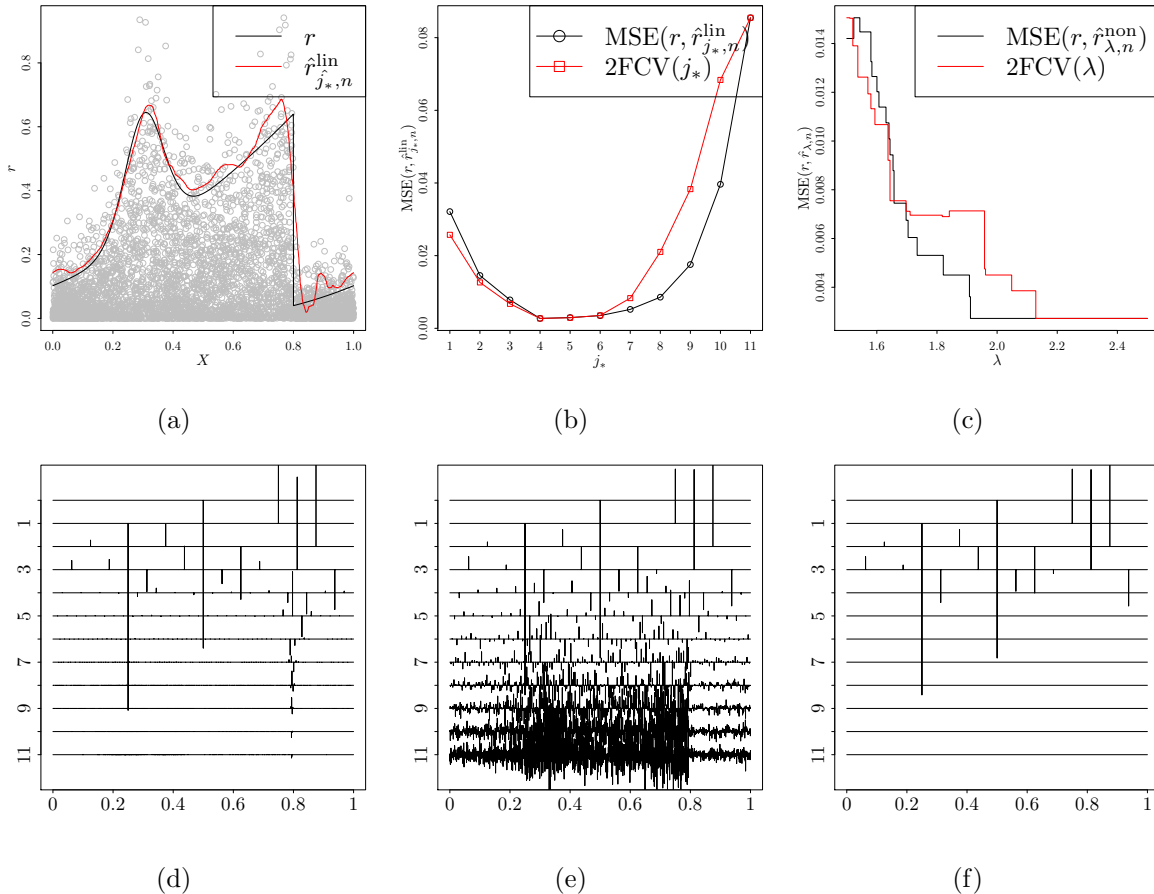 r
r̂^lin_ĵ*,n
r
0.0 0.2 0.4 0.6 0.8
0.0 0.2 0.4 0.6 0.8 1.0
X
(a)
MSE(r, r̂^lin_j*,n)
2FCV(j*)
MSE(r, r̂^lin_j*,n)
0.00 0.02 0.04 0.06 0.08
1 2 3 4 5 6 7 8 9 10 11
j*
(b)
MSE(r, r̂^non_λ,n)
2FCV(λ)
MSE(r, r̂_λ,n)
0.004 0.006 0.008 0.010 0.012 0.014
1.6 1.8 2.0 2.2 2.4
λ
(c)
1 3 5 7 9 11
0 0.2 0.4 0.6 0.8 1
(d)
1 3 5 7 9 11
0 0.2 0.4 0.6 0.8 1
(e)
1 3 5 7 9 11
0 0.2 0.4 0.6 0.8 1
(f)